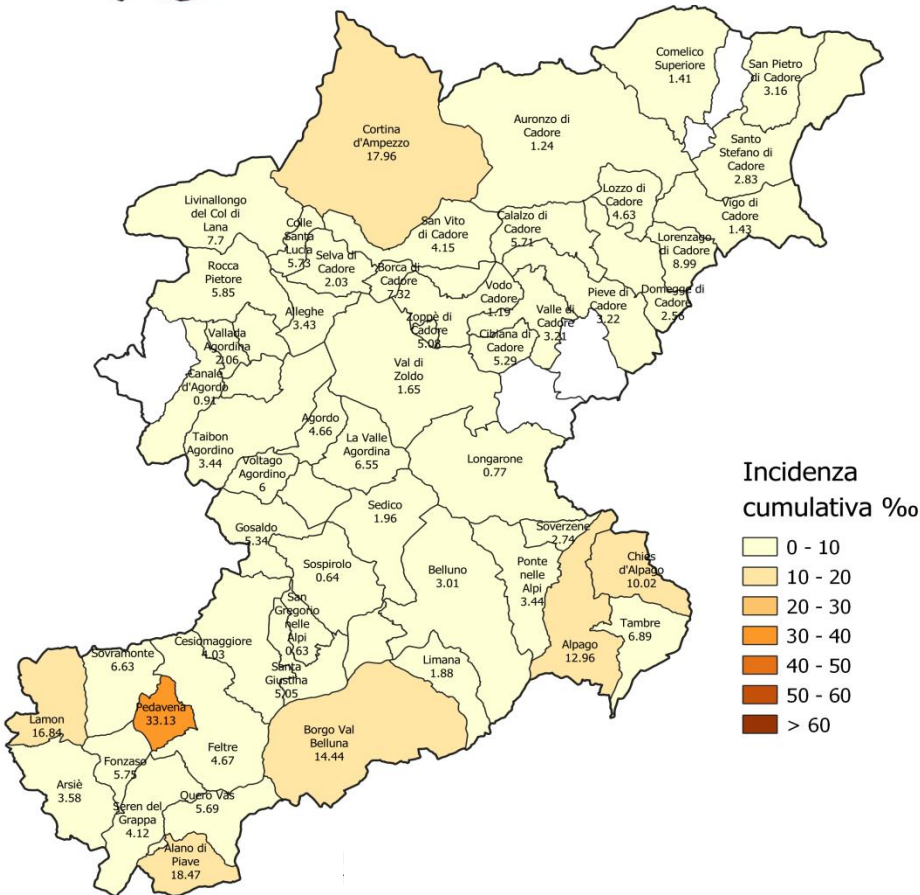 Comelico
Superiore
1.41
San Pietro
di Cadore
3.16
Cortina
d'Ampezzo
17.96
Auronzo di
Cadore
1.24
Santo
Stefano di
Cadore
2.83
Lozzo di
Cadore
4.63
Vigo di
Cadore
1.43
Livinallongo
del Col di
Lana
7.7
Colle
Santa
Lucia
5.73
San Vito
di Cadore
4.15
Calalzo di
Cadore
5.71
Lorenzago
di Cadore
8.99
Selva di
Cadore
2.03
Borca di
Cadore
7.32
Rocca
Pietore
5.85
Vodo
Cadore
1.19
Valle di
Cadore
3.21
Pieve di
Cadore
3.22
Domegge di
Cadore
2.56
Alleghe
3.43
Zoppè di
Cadore
5.08
Cibiana di
Cadore
5.29
Vallada
Agordina
2.06
Val di
Zoldo
1.65
Canale
d'Agordo
0.91
Agordo
4.66
La Valle
Agordina
6.55
Taibon
Agordino
3.44
Longarone
0.77
Voltago
Agordino
6
Sedico
1.96
Gosaldo
5.34
Soverzene
2.74
Sospirolo
0.64
Belluno
3.01
Ponte
nelle
Alpi
3.44
Chies
d'Alpago
10.02
San
Gregorio
nelle
Alpi
0.63
Tambre
6.89
Cesiomaggiore
4.03
Alpago
12.96
Sovramonte
6.63
Limana
1.88
Santa
Giustina
5.05
Pedavena
33.13
Lamon
16.84
Borgo Val
Belluna
14.44
Feltre
4.67
Fonzaso
5.75
Arsiè
3.58
Quero Vas
5.69
Seren del
Grappa
4.12
Alano di
Piave
18.47
Incidenza
cumulativa ‰
0 - 10
10 - 20
20 - 30
30 - 40
40 - 50
50 - 60
> 60